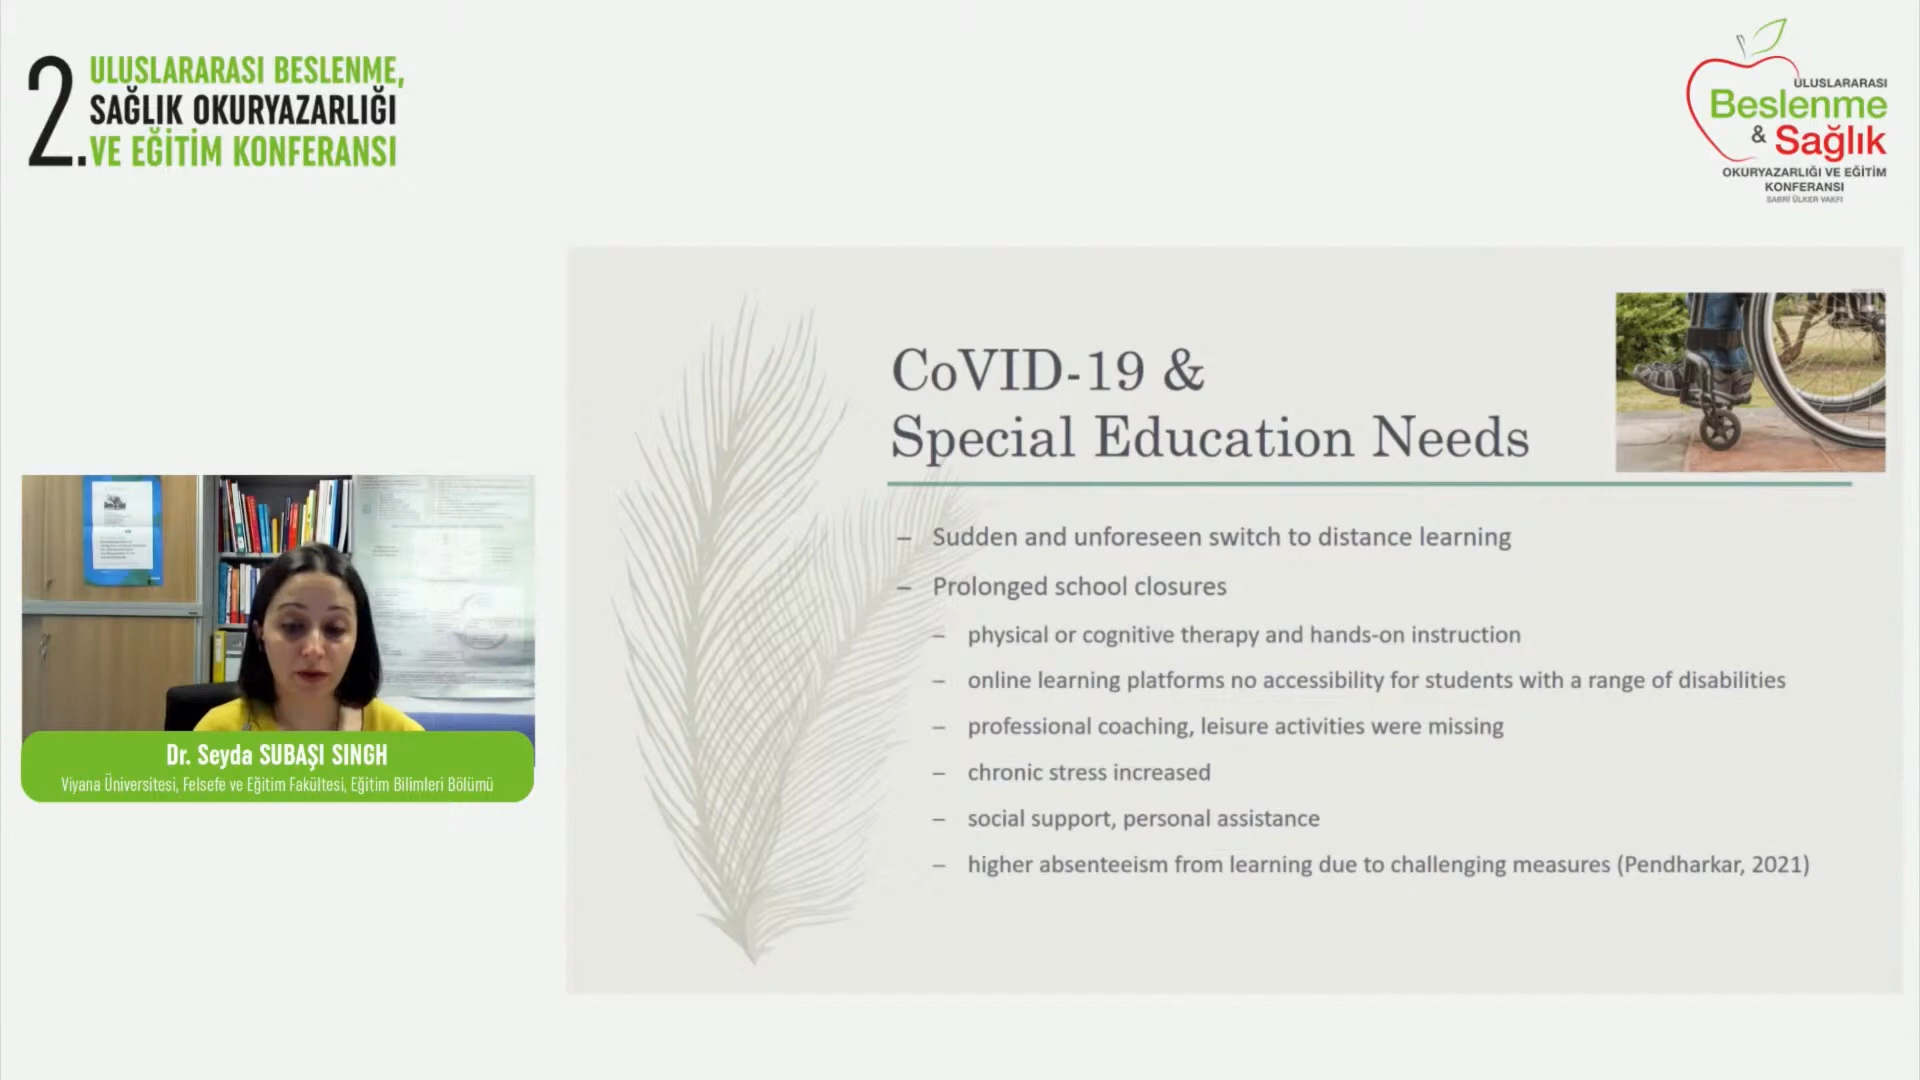 2.
ULUSLARARASI BESLENME,
SAĞLIK OKURYAZARLIĞI
VE EĞİTİM KONFERANSI
ULUSLARARASI
Beslenme
& Sağlık
OKURYAZARLIĞI VE EĞİTİM
KONFERANSI
SABRİ ÜLKER VAKFI
CoVID-19 &
Special Education Needs
– Sudden and unforeseen switch to distance learning
– Prolonged school closures
– physical or cognitive therapy and hands-on instruction
– online learning platforms no accessibility for students with a range of disabilities
– professional coaching, leisure activities were missing
– chronic stress increased
– social support, personal assistance
– higher absenteeism from learning due to challenging measures (Pendharkar, 2021)
Dr. Seyda SUBAŞI SINGH
Viyana Üniversitesi, Felsefe ve Eğitim Fakültesi, Eğitim Bilimleri Bölümü